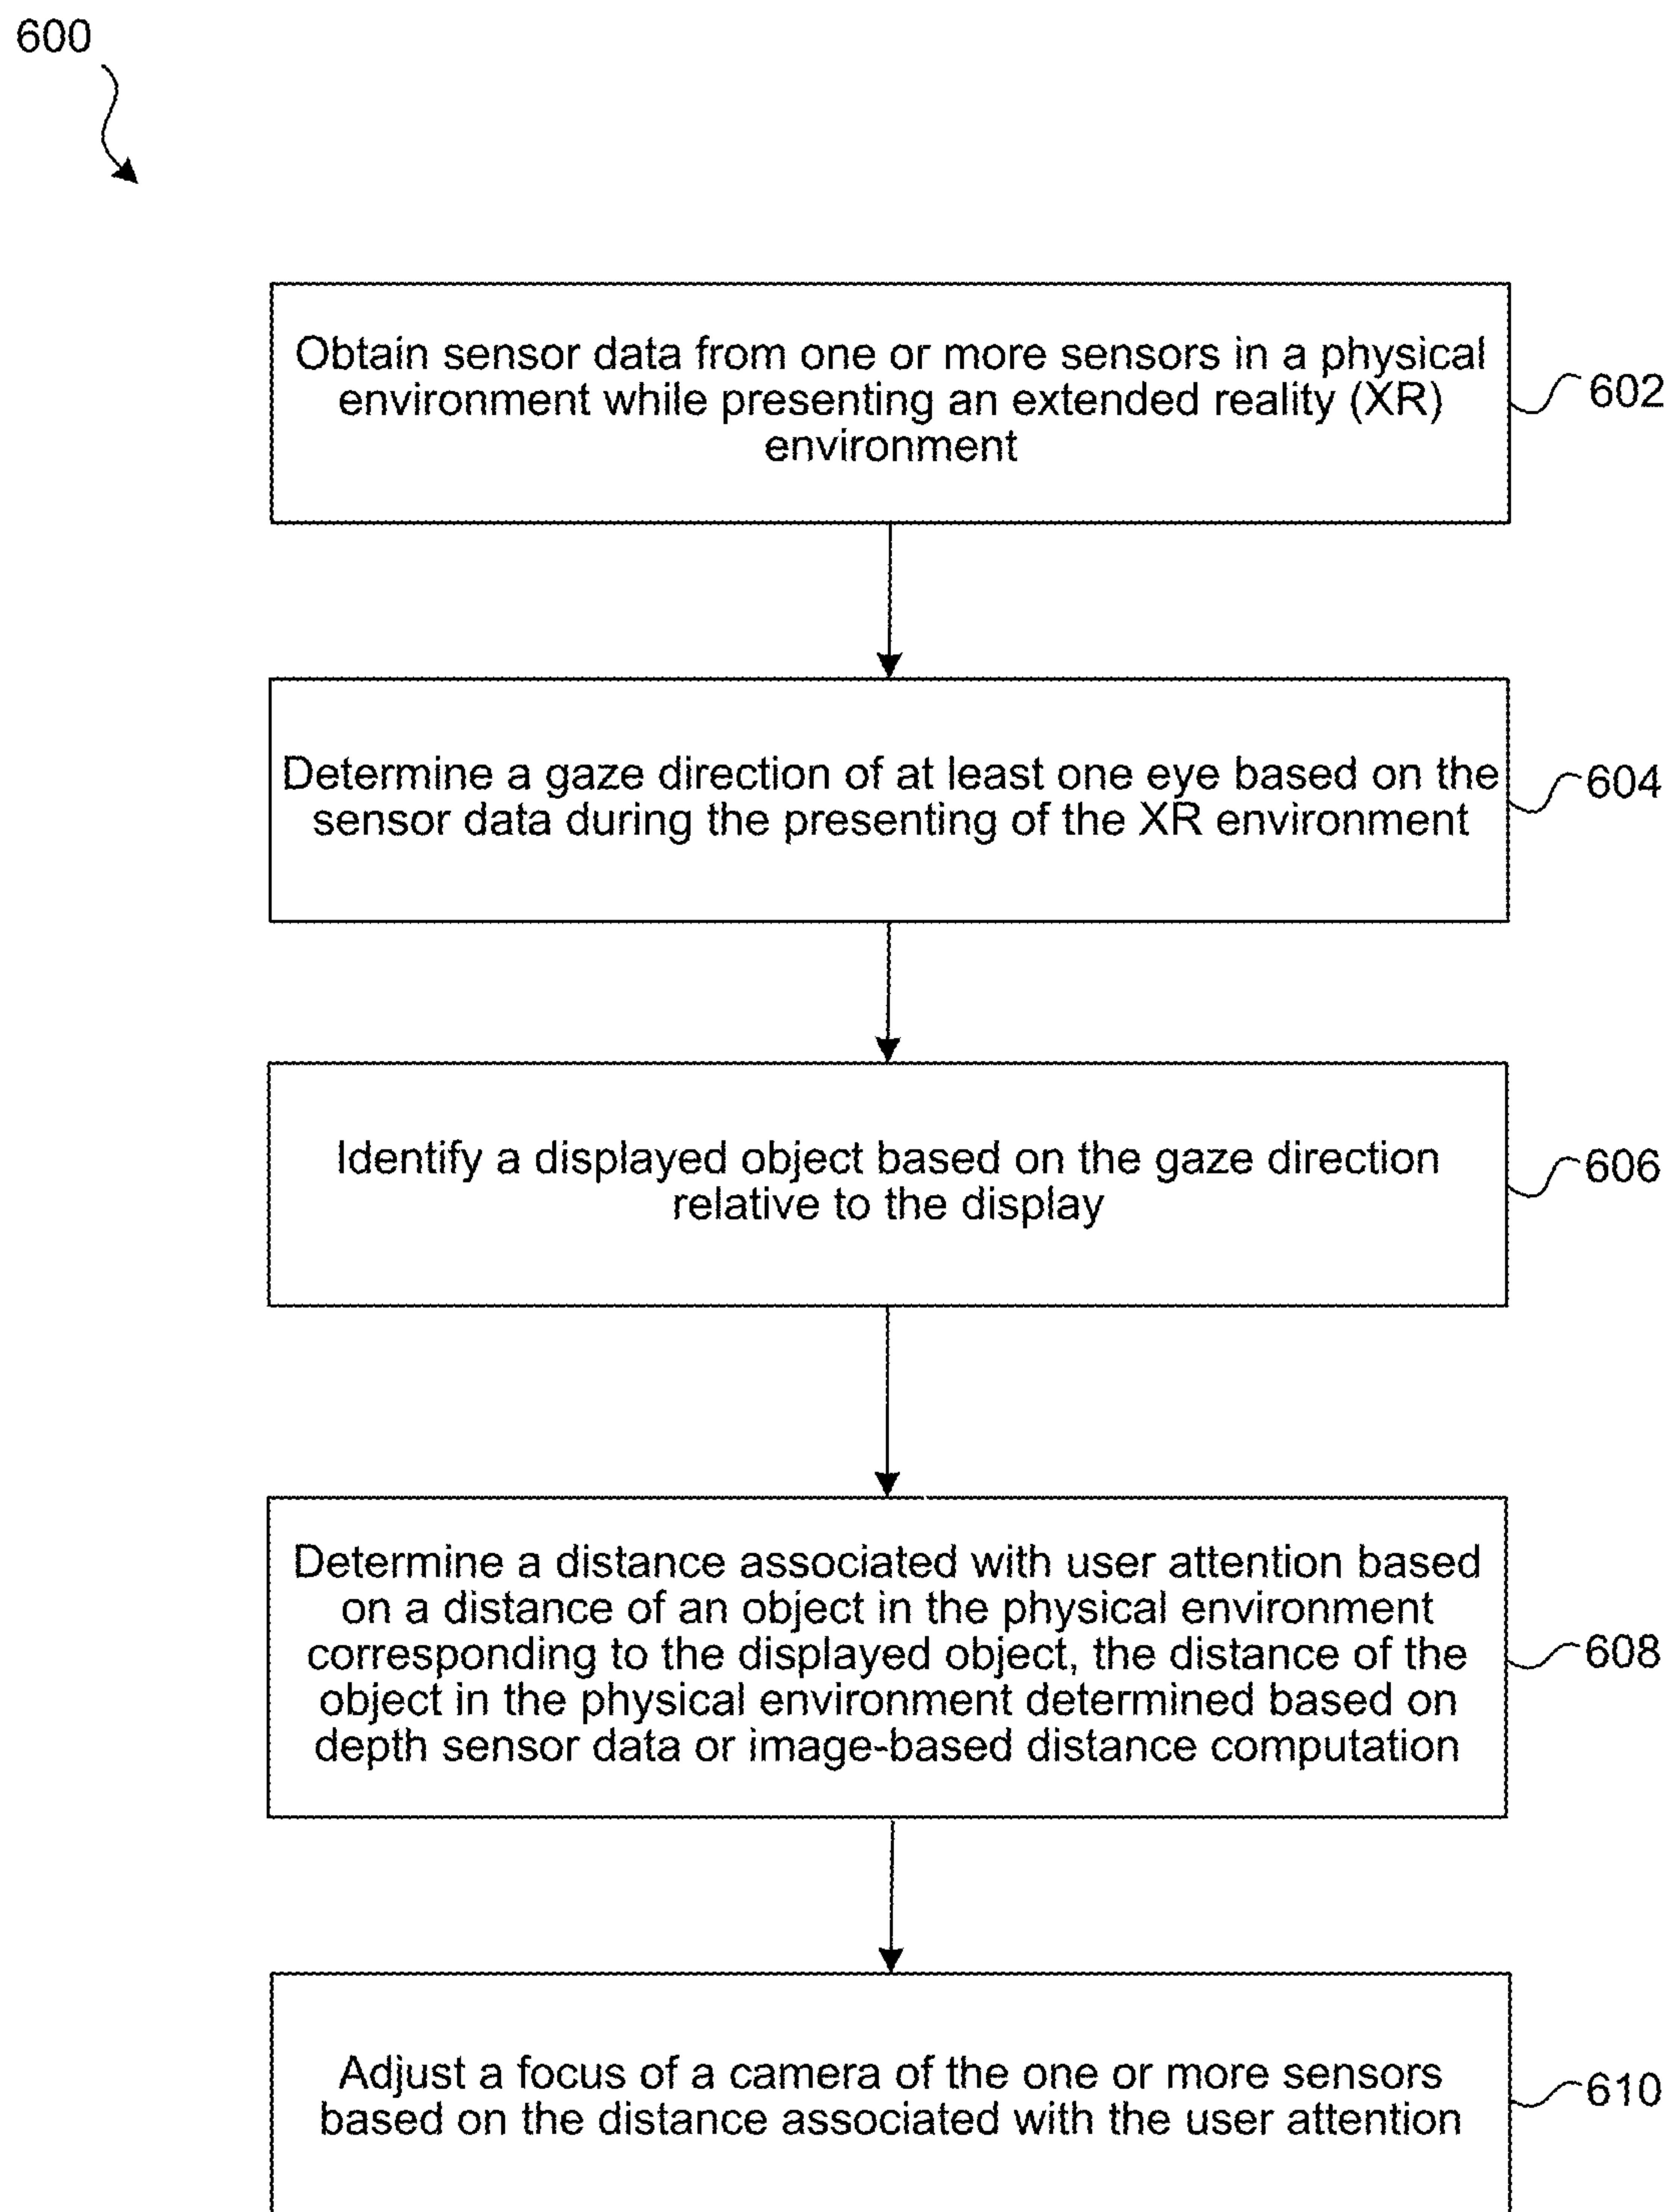 600
Obtain sensor data from one or more sensors in a physical
environment while presenting an extended reality (XR)
environment
602
Determine a gaze direction of at least one eye based on the
sensor data during the presenting of the XR environment
604
Identify a displayed object based on the gaze direction
relative to the display
606
Determine a distance associated with user attention based
on a distance of an object in the physical environment
corresponding to the displayed object, the distance of the
object in the physical environment determined based on
depth sensor data or image-based distance computation
608
Adjust a focus of a camera of the one or more sensors
based on the distance associated with the user attention
610